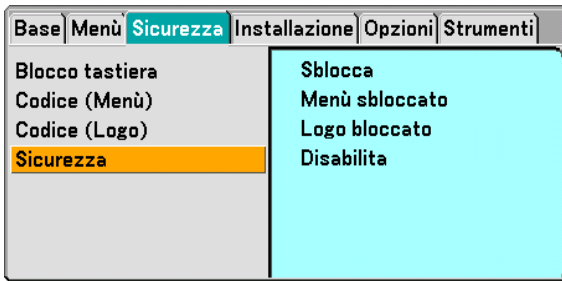 Base Menù Sicurezza Installazione Opzioni Strumenti
Blocco tastiera Sblocca
Codice (Menù) Menù sbloccato
Codice (Logo) Logo bloccato
Sicurezza Disabilita